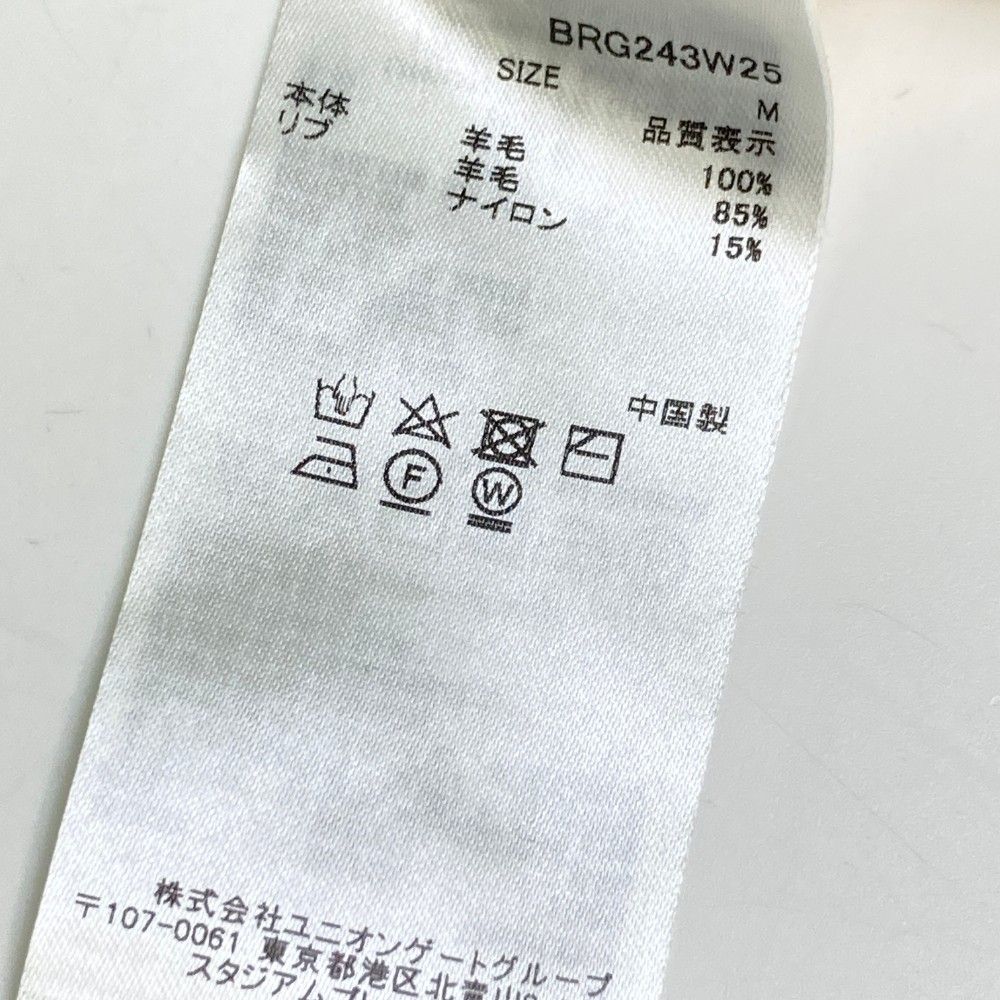 BRG243W25
SIZE M
品質表示
本体 羊毛 100%
リブ 羊毛 85%
ナイロン 15%
中国製
F W
株式会社ユニオンゲートグループ
〒107-0061 東京都港区北青山
スタジアム